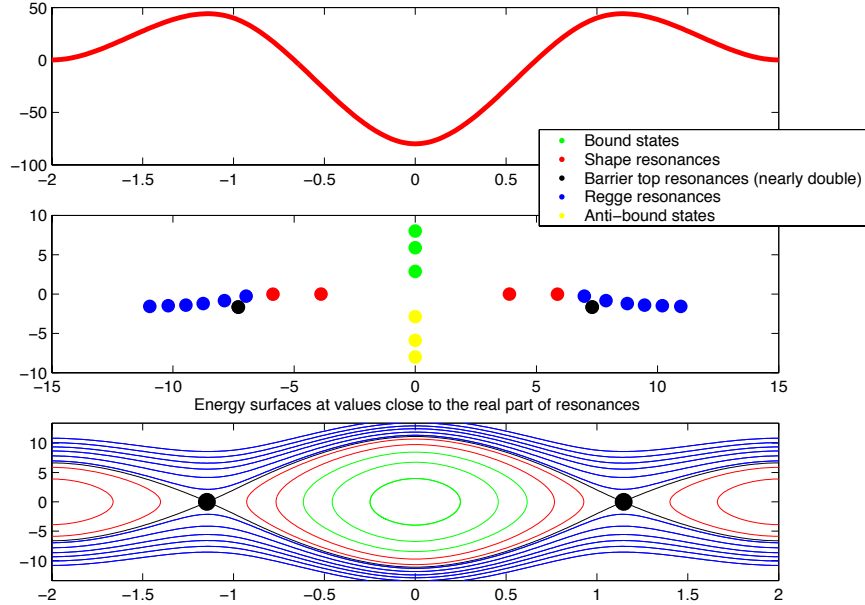 50
0
−50
−100
−2 −1.5 −1 −0.5 0 0.5
Bound states
Shape resonances
Barrier top resonances (nearly double)
Regge resonances
Anti−bound states
10
5
0
−5
−10
−15 −10 −5 0 5 10 15
Energy surfaces at values close to the real part of resonances
10
5
0
−5
−10
−2 −1.5 −1 −0.5 0 0.5 1 1.5 2